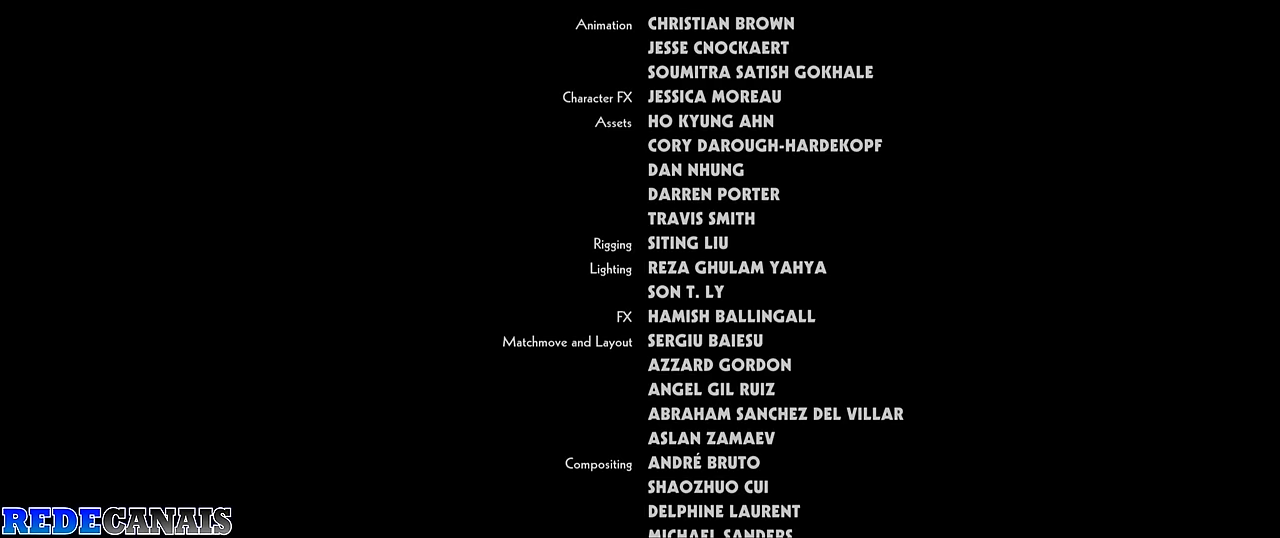 Animation CHRISTIAN BROWN
JESSE CNOCKAERT
SOUMITRA SATISH GOKHALE
Character FX JESSICA MOREAU
Assets HO KYUNG AHN
CORY DAROUGH-HARDEKOPF
DAN NHUNG
DARREN PORTER
TRAVIS SMITH
Rigging SITING LIU
Lighting REZA GHULAM YAHYA
SON T. LY
FX HAMISH BALLINGALL
Matchmove and Layout SERGIU BAIESU
AZZARD GORDON
ANGEL GIL RUIZ
ABRAHAM SANCHEZ DEL VILLAR
ASLAN ZAMAEV
Compositing ANDRÉ BRUTO
SHAOZHUO CUI
DELPHINE LAURENT
MICHAEL SANDERS
REDECANAIS